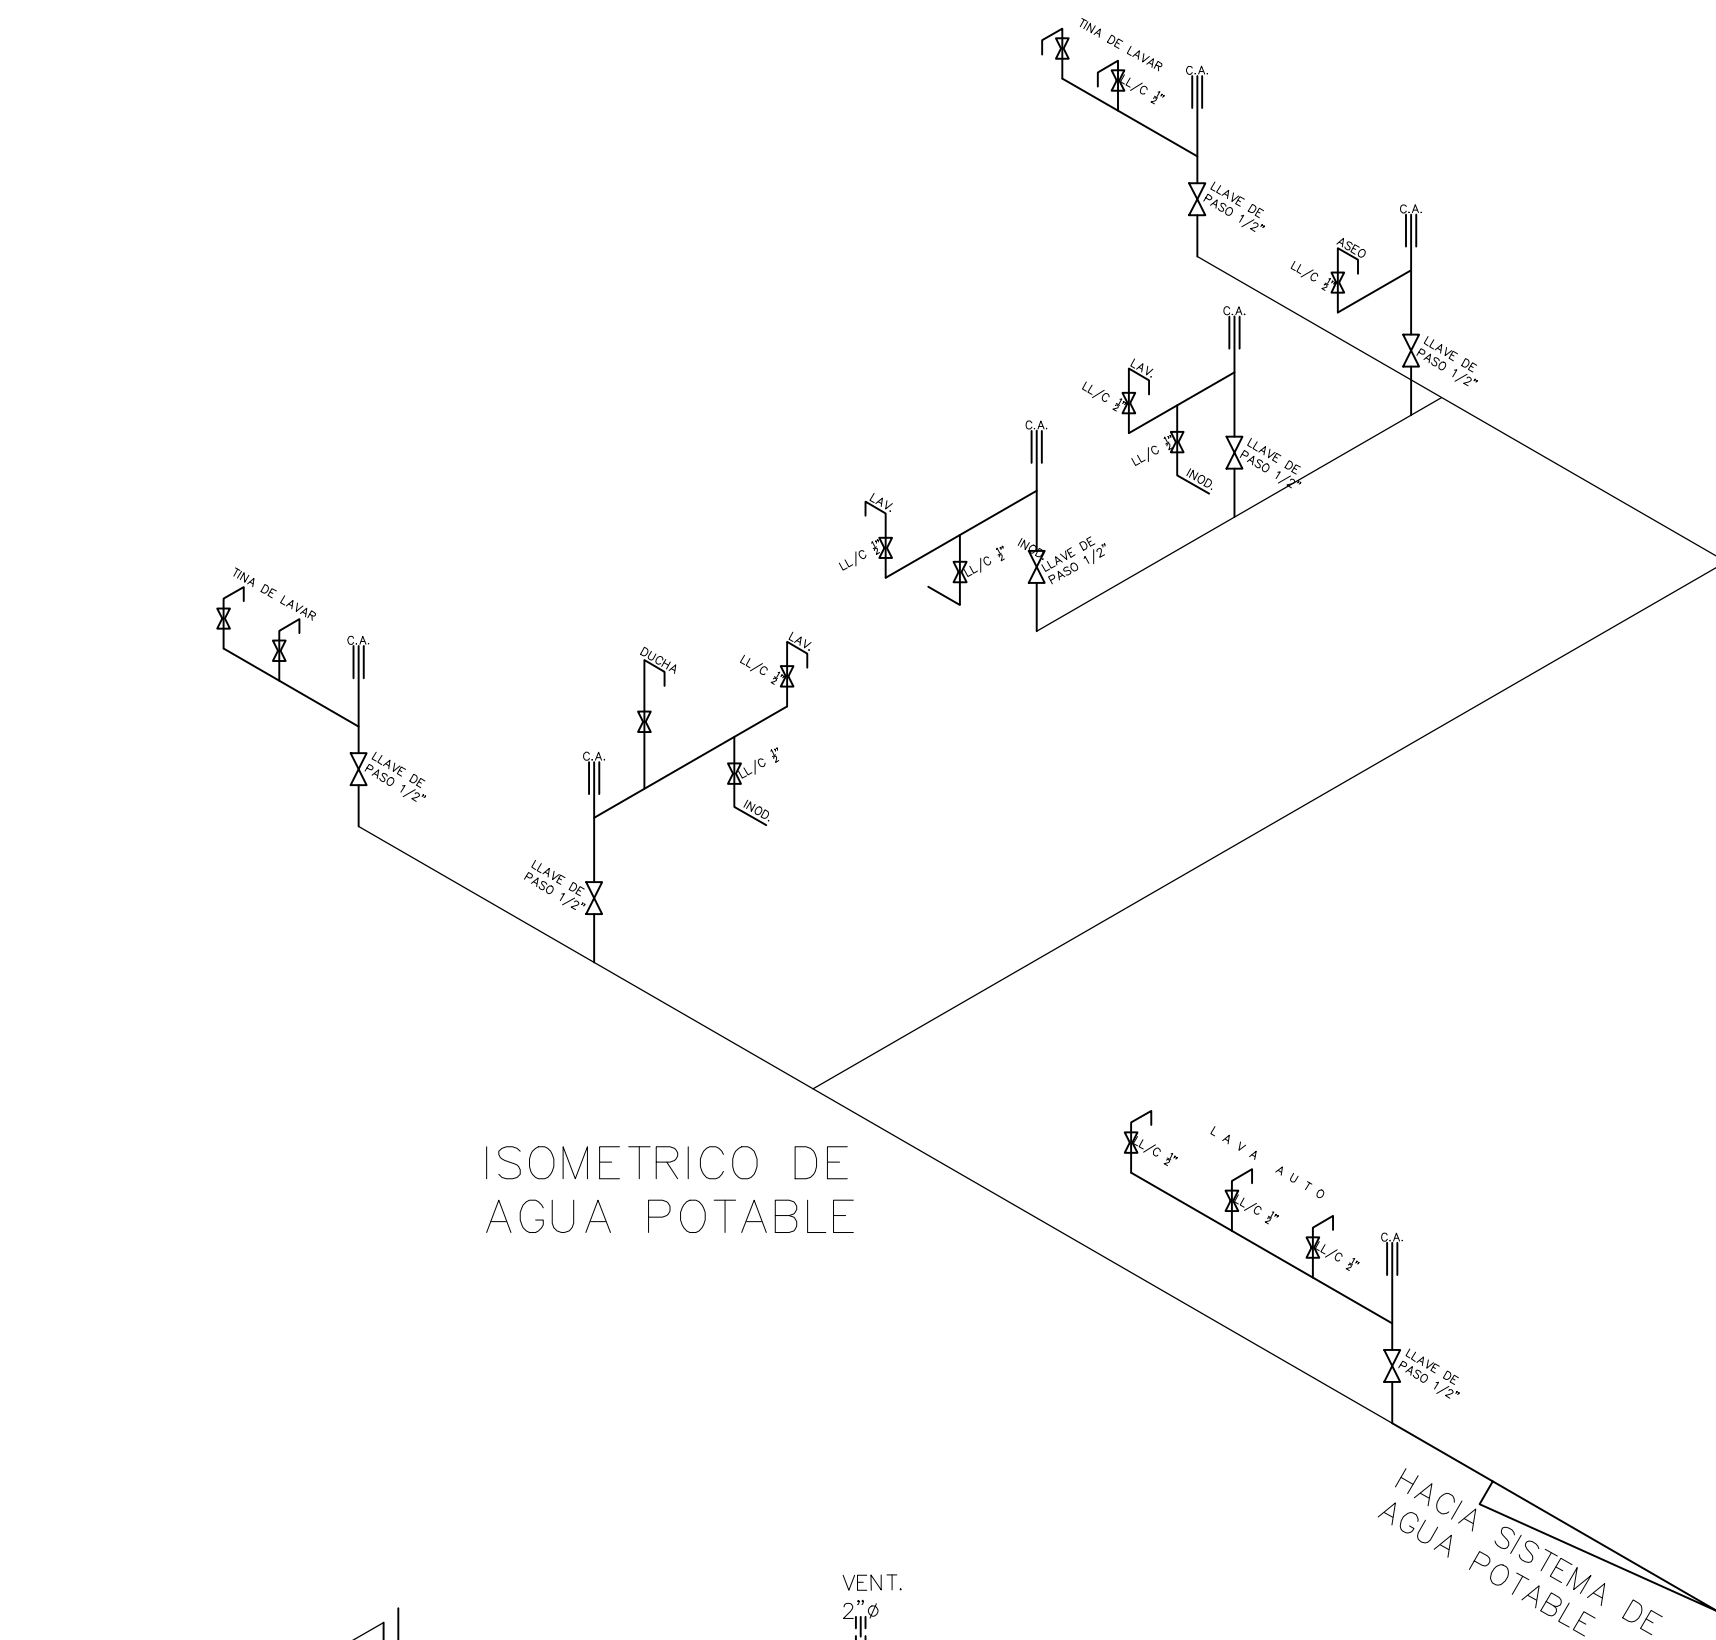 TINA DE LAVAR
LL/C ½"
C.A.
LLAVE DE
PASO 1/2"
C.A.
ASEO
LL/C ½"
LLAVE DE
PASO 1/2"
C.A.
LAV.
LL/C ½"
LL/C ½"
INOD.
LLAVE DE
PASO 1/2"
C.A.
LAV.
LL/C ½"
LL/C ½"
INOD.
LLAVE DE
PASO 1/2"
TINA DE LAVAR
C.A.
LLAVE DE
PASO 1/2"
DUCHA
LAV.
LL/C ½"
C.A.
LL/C ½"
INOD.
LLAVE DE
PASO 1/2"
ISOMETRICO DE
AGUA POTABLE
LAVA AUTO
LL/C ½"
LL/C ½"
LL/C ½"
C.A.
LLAVE DE
PASO 1/2"
HACIA SISTEMA DE
AGUA POTABLE
VENT.
2"ø